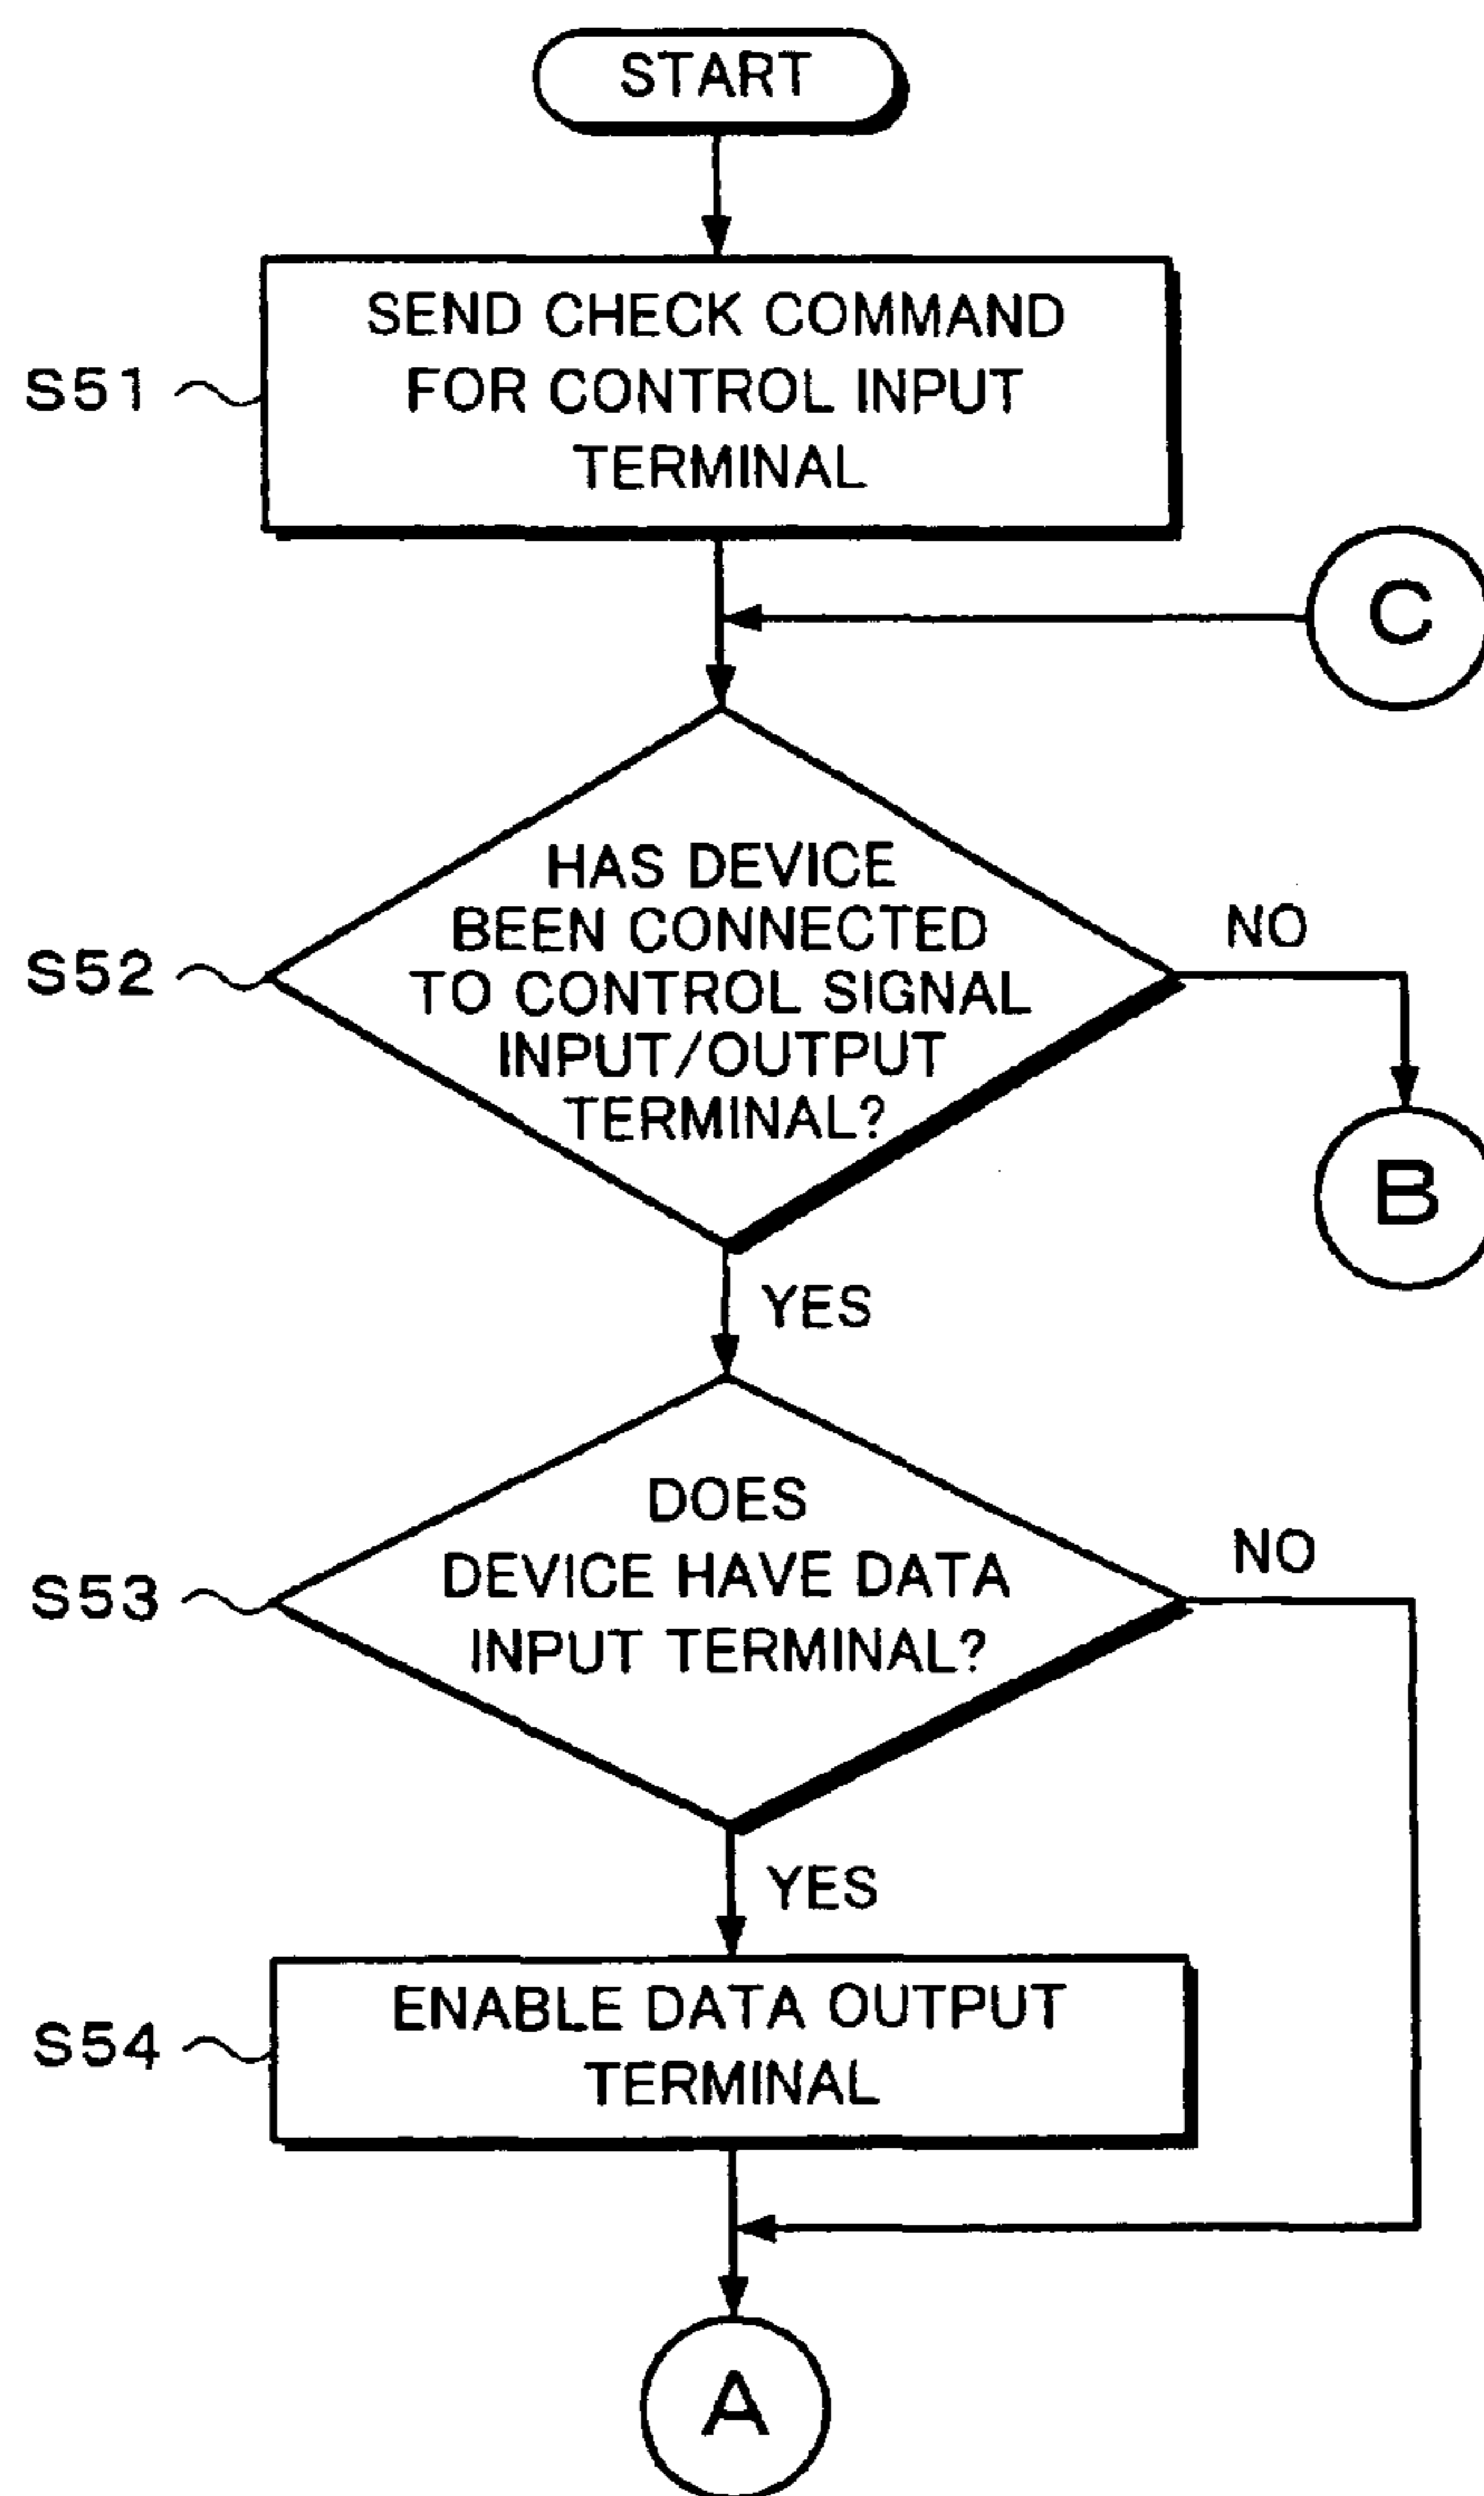 START
S51
SEND CHECK COMMAND
FOR CONTROL INPUT
TERMINAL
C
S52
HAS DEVICE
BEEN CONNECTED
TO CONTROL SIGNAL
INPUT/OUTPUT
TERMINAL?
NO
B
YES
S53
DOES
DEVICE HAVE DATA
INPUT TERMINAL?
NO
YES
S54
ENABLE DATA OUTPUT
TERMINAL
A